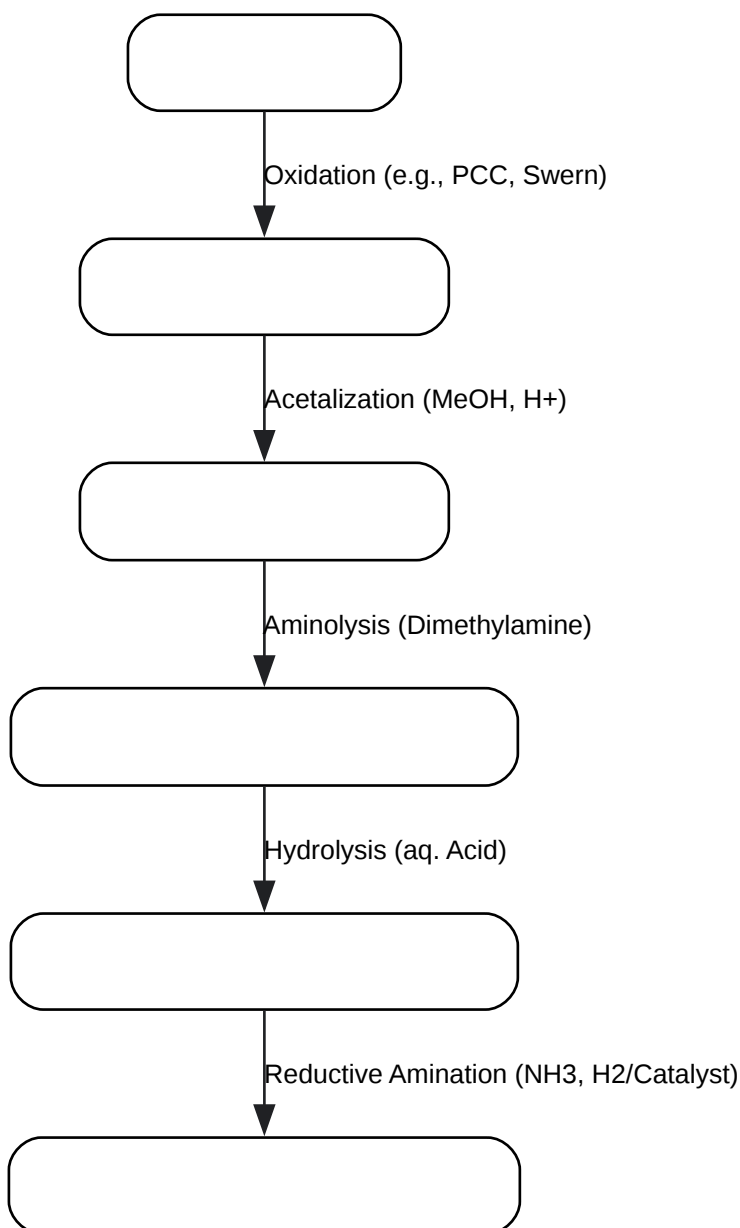 Oxidation (e.g., PCC, Swern)
Acetalization (MeOH, H+)
Aminolysis (Dimethylamine)
Hydrolysis (aq. Acid)
Reductive Amination (NH3, H2/Catalyst)